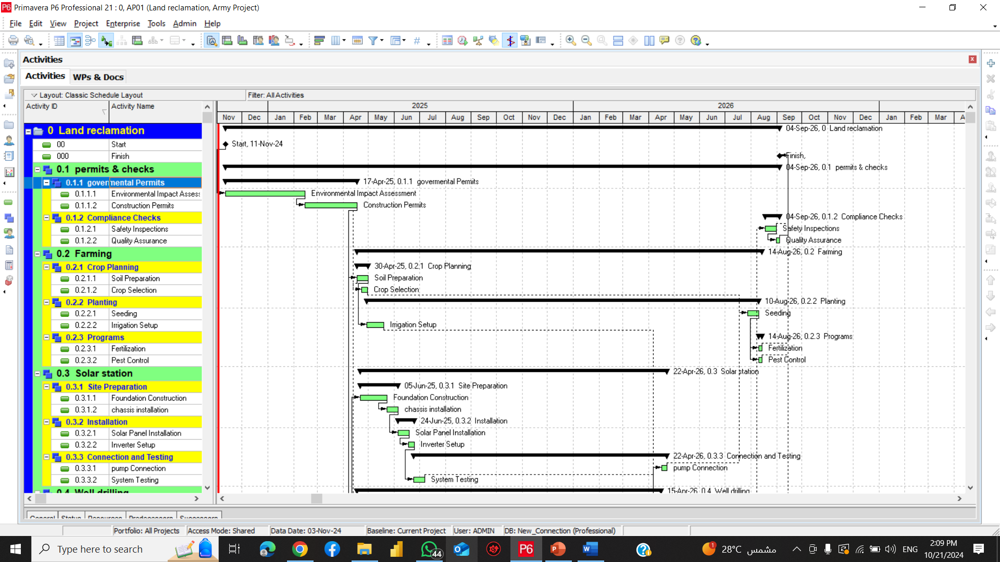 Primavera P6 Professional 21 : 0, AP01 (Land reclamation, Army Project)
File Edit View Project Enterprise Tools Admin Help
Activities
Activities WPs & Docs
Layout: Classic Schedule Layout Filter: All Activities
Activity ID Activity Name
2025 2026
Nov Dec Jan Feb Mar Apr May Jun Jul Aug Sep Oct Nov Dec Jan Feb Mar Apr May Jun Jul Aug Sep Oct Nov Dec Jan Feb Mar A
0 Land reclamation 04-Sep-26, 0 Land reclamation
00 Start Start, 11-Nov-24
000 Finish Finish,
0.1 permits & checks 04-Sep-26, 0.1 permits & checks
0.1.1 govermental Permits 17-Apr-25, 0.1.1 govermental Permits
0.1.1.1 Environmental Impact Assess Environmental Impact Assessment
0.1.1.2 Construction Permits Construction Permits
0.1.2 Compliance Checks 04-Sep-26, 0.1.2 Compliance Checks
0.1.2.1 Safety Inspections Safety Inspections
0.1.2.2 Quality Assurance Quality Assurance
0.2 Farming 14-Aug-26, 0.2 Farming
0.2.1 Crop Planning 30-Apr-25, 0.2.1 Crop Planning
0.2.1.1 Soil Preparation Soil Preparation
0.2.1.2 Crop Selection Crop Selection
0.2.2 Planting 10-Aug-26, 0.2.2 Planting
0.2.2.1 Seeding Seeding
0.2.2.2 Irrigation Setup Irrigation Setup
0.2.3 Programs 14-Aug-26, 0.2.3 Programs
0.2.3.1 Fertilization Fertilization
0.2.3.2 Pest Control Pest Control
0.3 Solar station 22-Apr-26, 0.3 Solar station
0.3.1 Site Preparation 05-Jun-25, 0.3.1 Site Preparation
0.3.1.1 Foundation Construction Foundation Construction
0.3.1.2 chassis installation chassis installation
0.3.2 Installation 24-Jun-25, 0.3.2 Installation
0.3.2.1 Solar Panel Installation Solar Panel Installation
0.3.2.2 Inverter Setup Inverter Setup
0.3.3 Connection and Testing 22-Apr-26, 0.3.3 Connection and Testing
0.3.3.1 pump Connection pump Connection
0.3.3.2 System Testing System Testing
0.4 Well drilling 15-Apr-26, 0.4 Well drilling
General Status Resources Predecessors Successors
Portfolio: All Projects Access Mode: Shared Data Date: 03-Nov-24 Baseline: Current Project User: ADMIN DB: New_Connection (Professional)
Type here to search 44 P6 1 28°C مشمس ENG 2:09 PM
10/21/2024